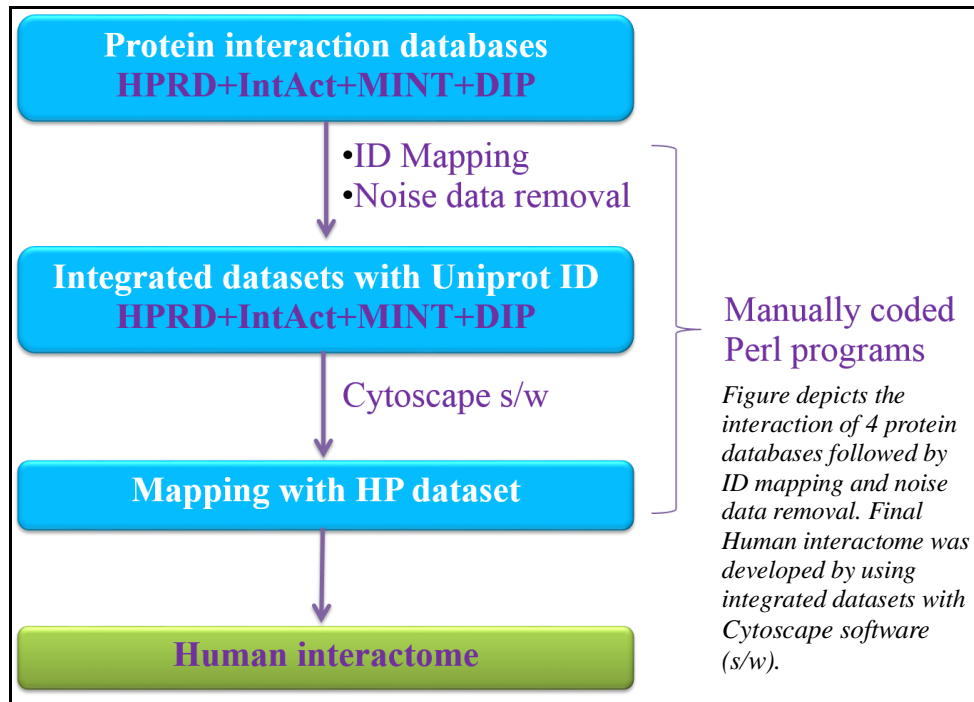 Protein interaction databases
HPRD+IntAct+MINT+DIP
•ID Mapping
•Noise data removal
Integrated datasets with Uniprot ID
HPRD+IntAct+MINT+DIP
Cytoscape s/w
Mapping with HP dataset
Human interactome
Manually coded
Perl programs
Figure depicts the
interaction of 4 protein
databases followed by
ID mapping and noise
data removal. Final
Human interactome was
developed by using
integrated datasets with
Cytoscape software
(s/w).